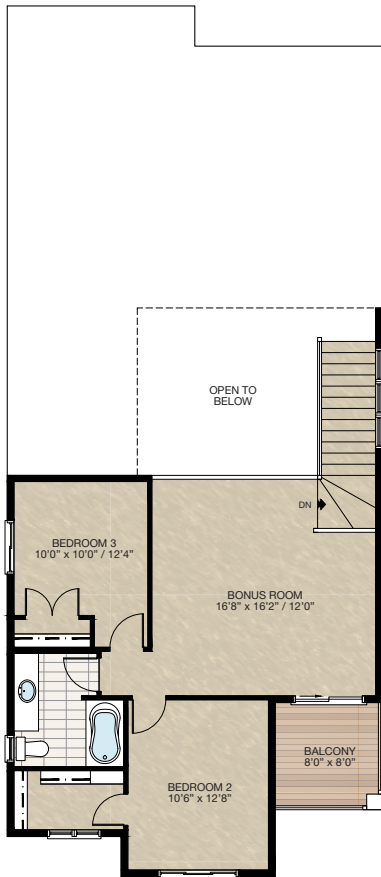 OPEN TO
BELOW
DN
BEDROOM 3
10'0" x 10'0" / 12'4"
BONUS ROOM
16'8" x 16'2" / 12'0"
BALCONY
8'0" x 8'0"
BEDROOM 2
10'6" x 12'8"